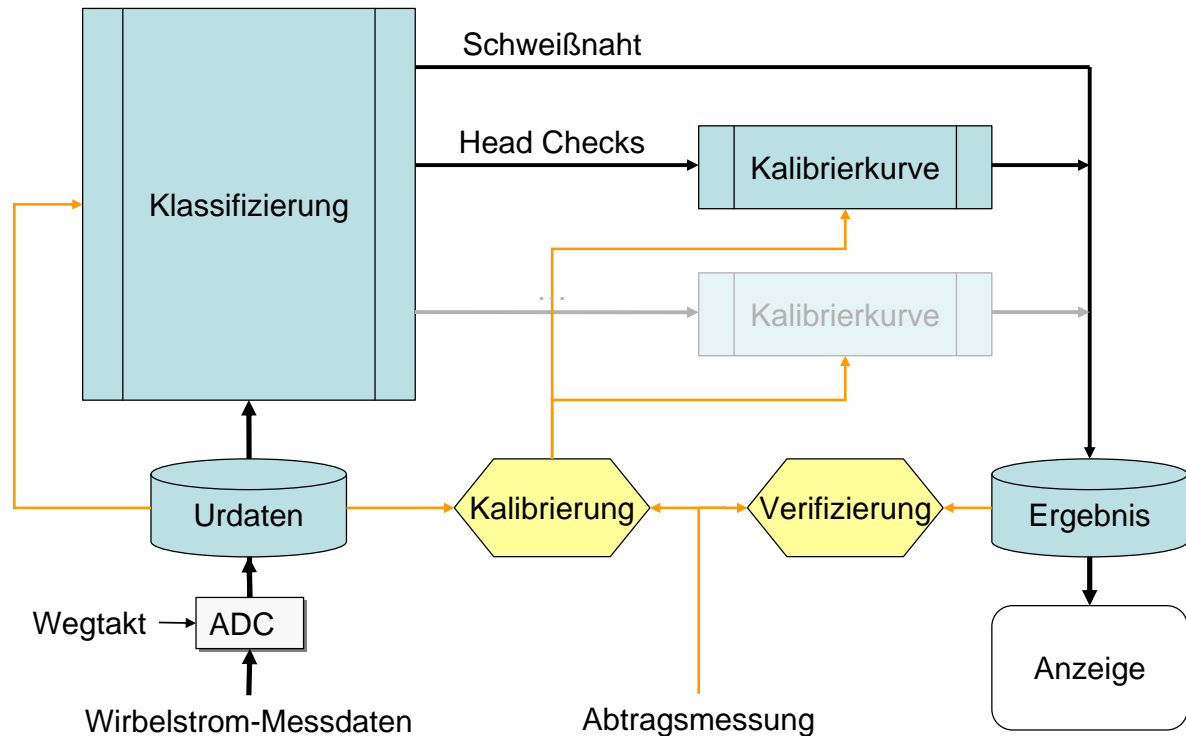 Schweißnaht
Head Checks
Kalibrierkurve
Klassifizierung
...
Kalibrierkurve
Urdaten
Kalibrierung
Verifizierung
Ergebnis
Wegtakt
ADC
Anzeige
Wirbelstrom-Messdaten
Abtragsmessung